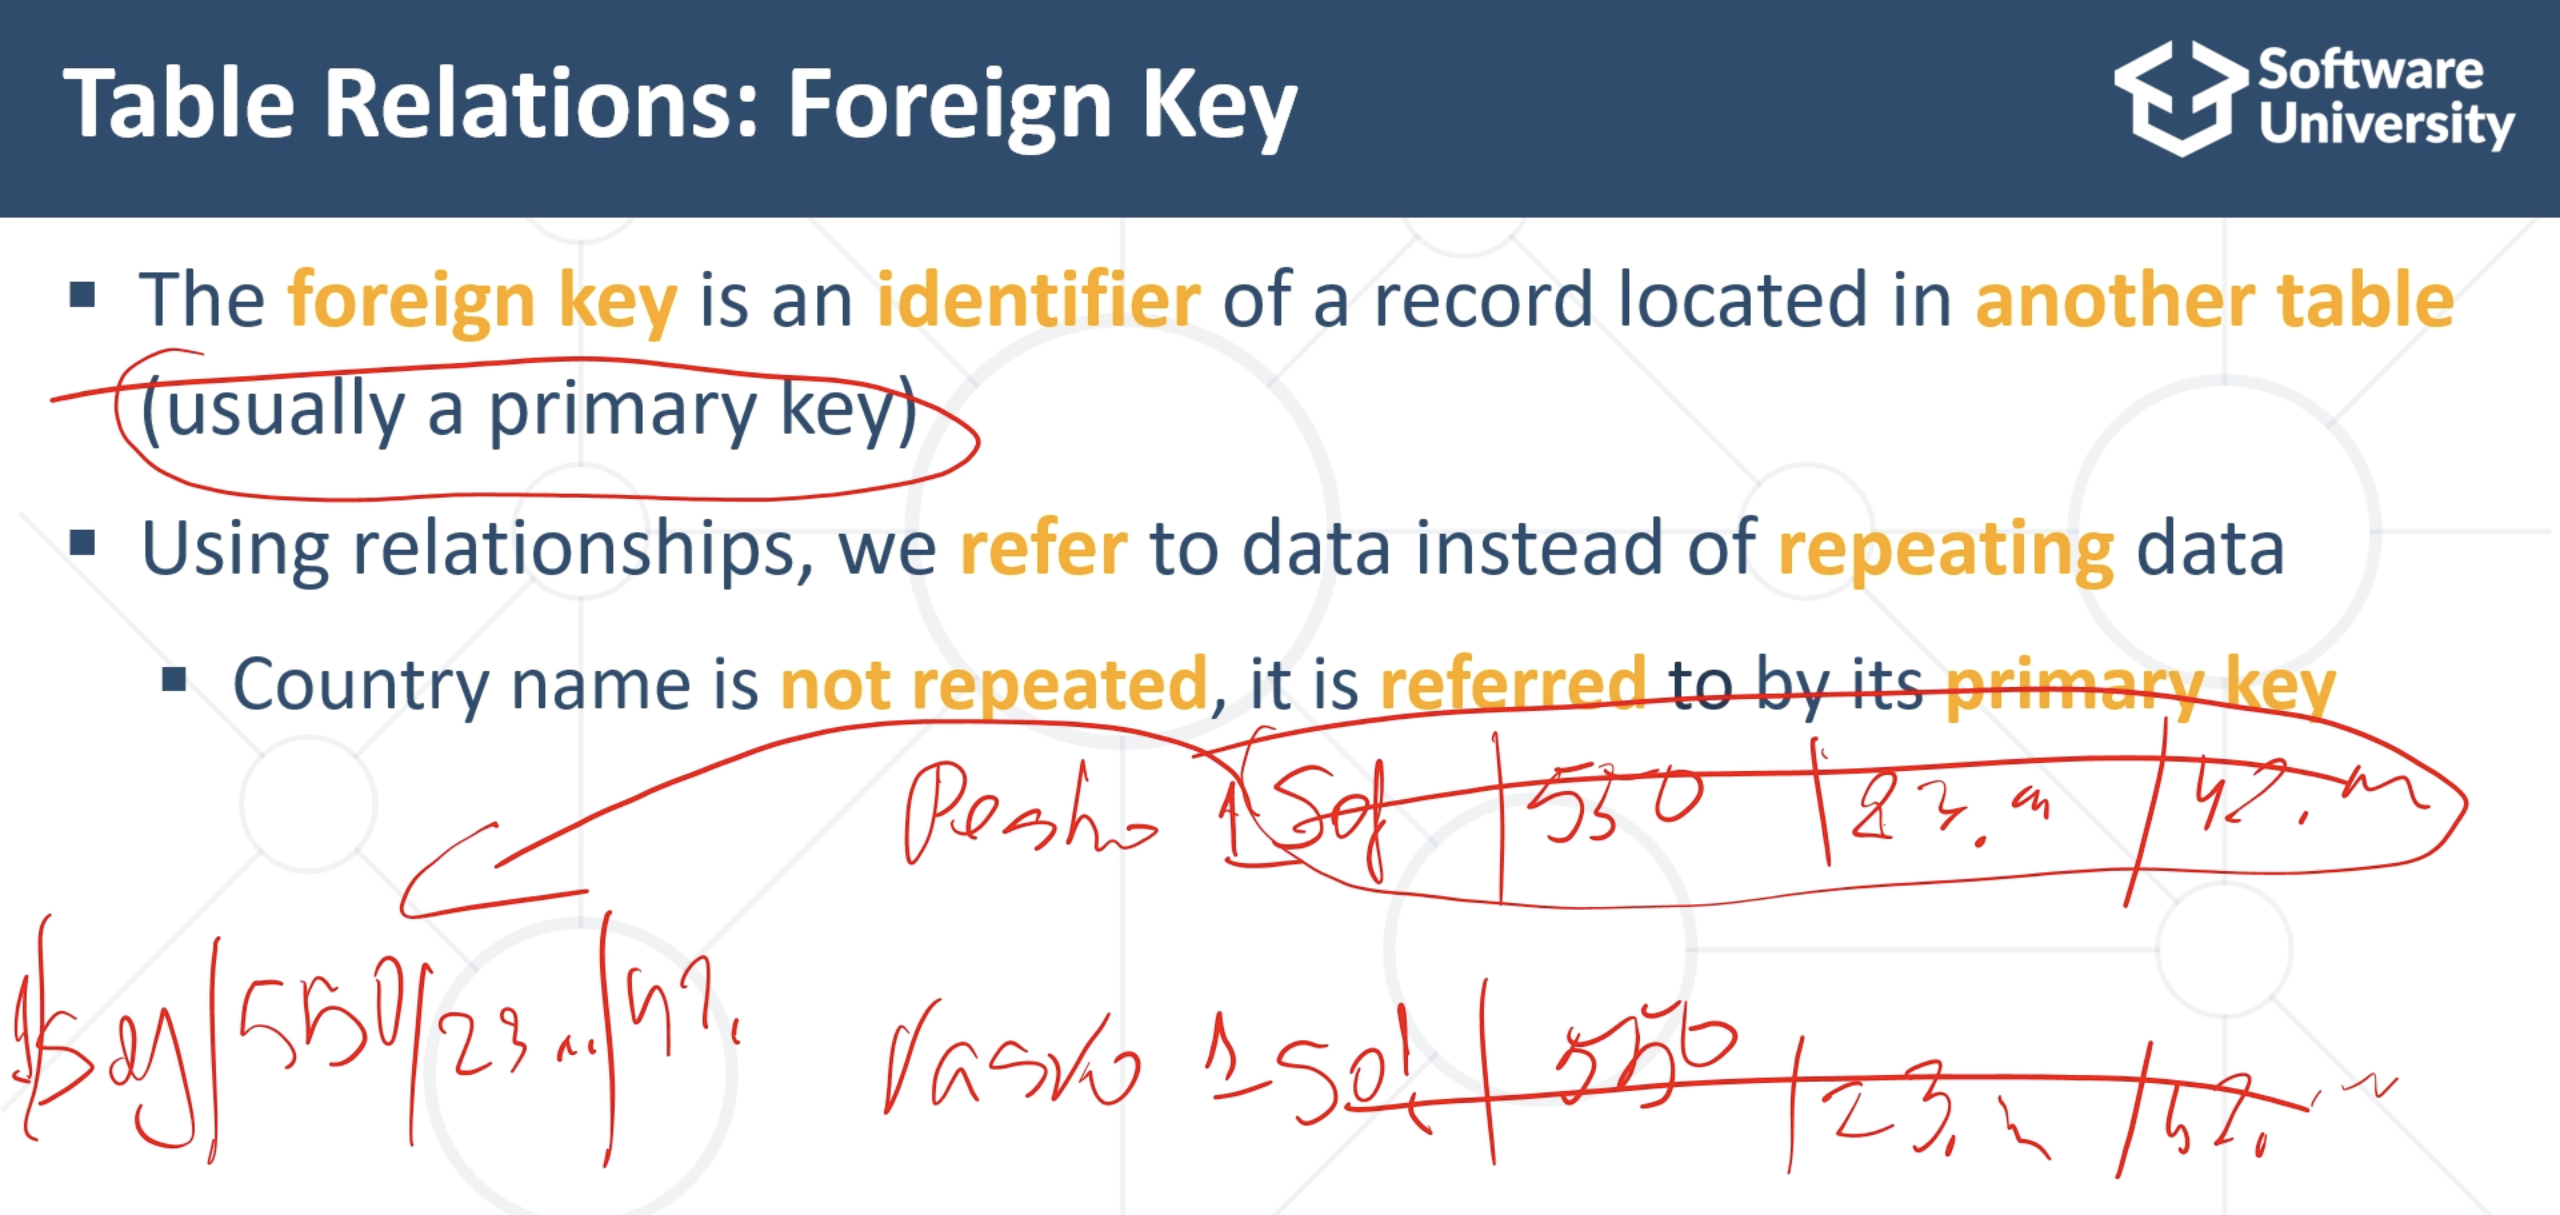 Table Relations: Foreign Key
Software
University
▪ The foreign key is an identifier of a record located in another table
(usually a primary key)
▪ Using relationships, we refer to data instead of repeating data
▪ Country name is not repeated, it is referred to by its primary key
Pesho 1 Sof | 550 | 23. m | 42. m
Sof | 550 | 23 | 42.
Vasko 1 Sof | 550 | 23. | 42.